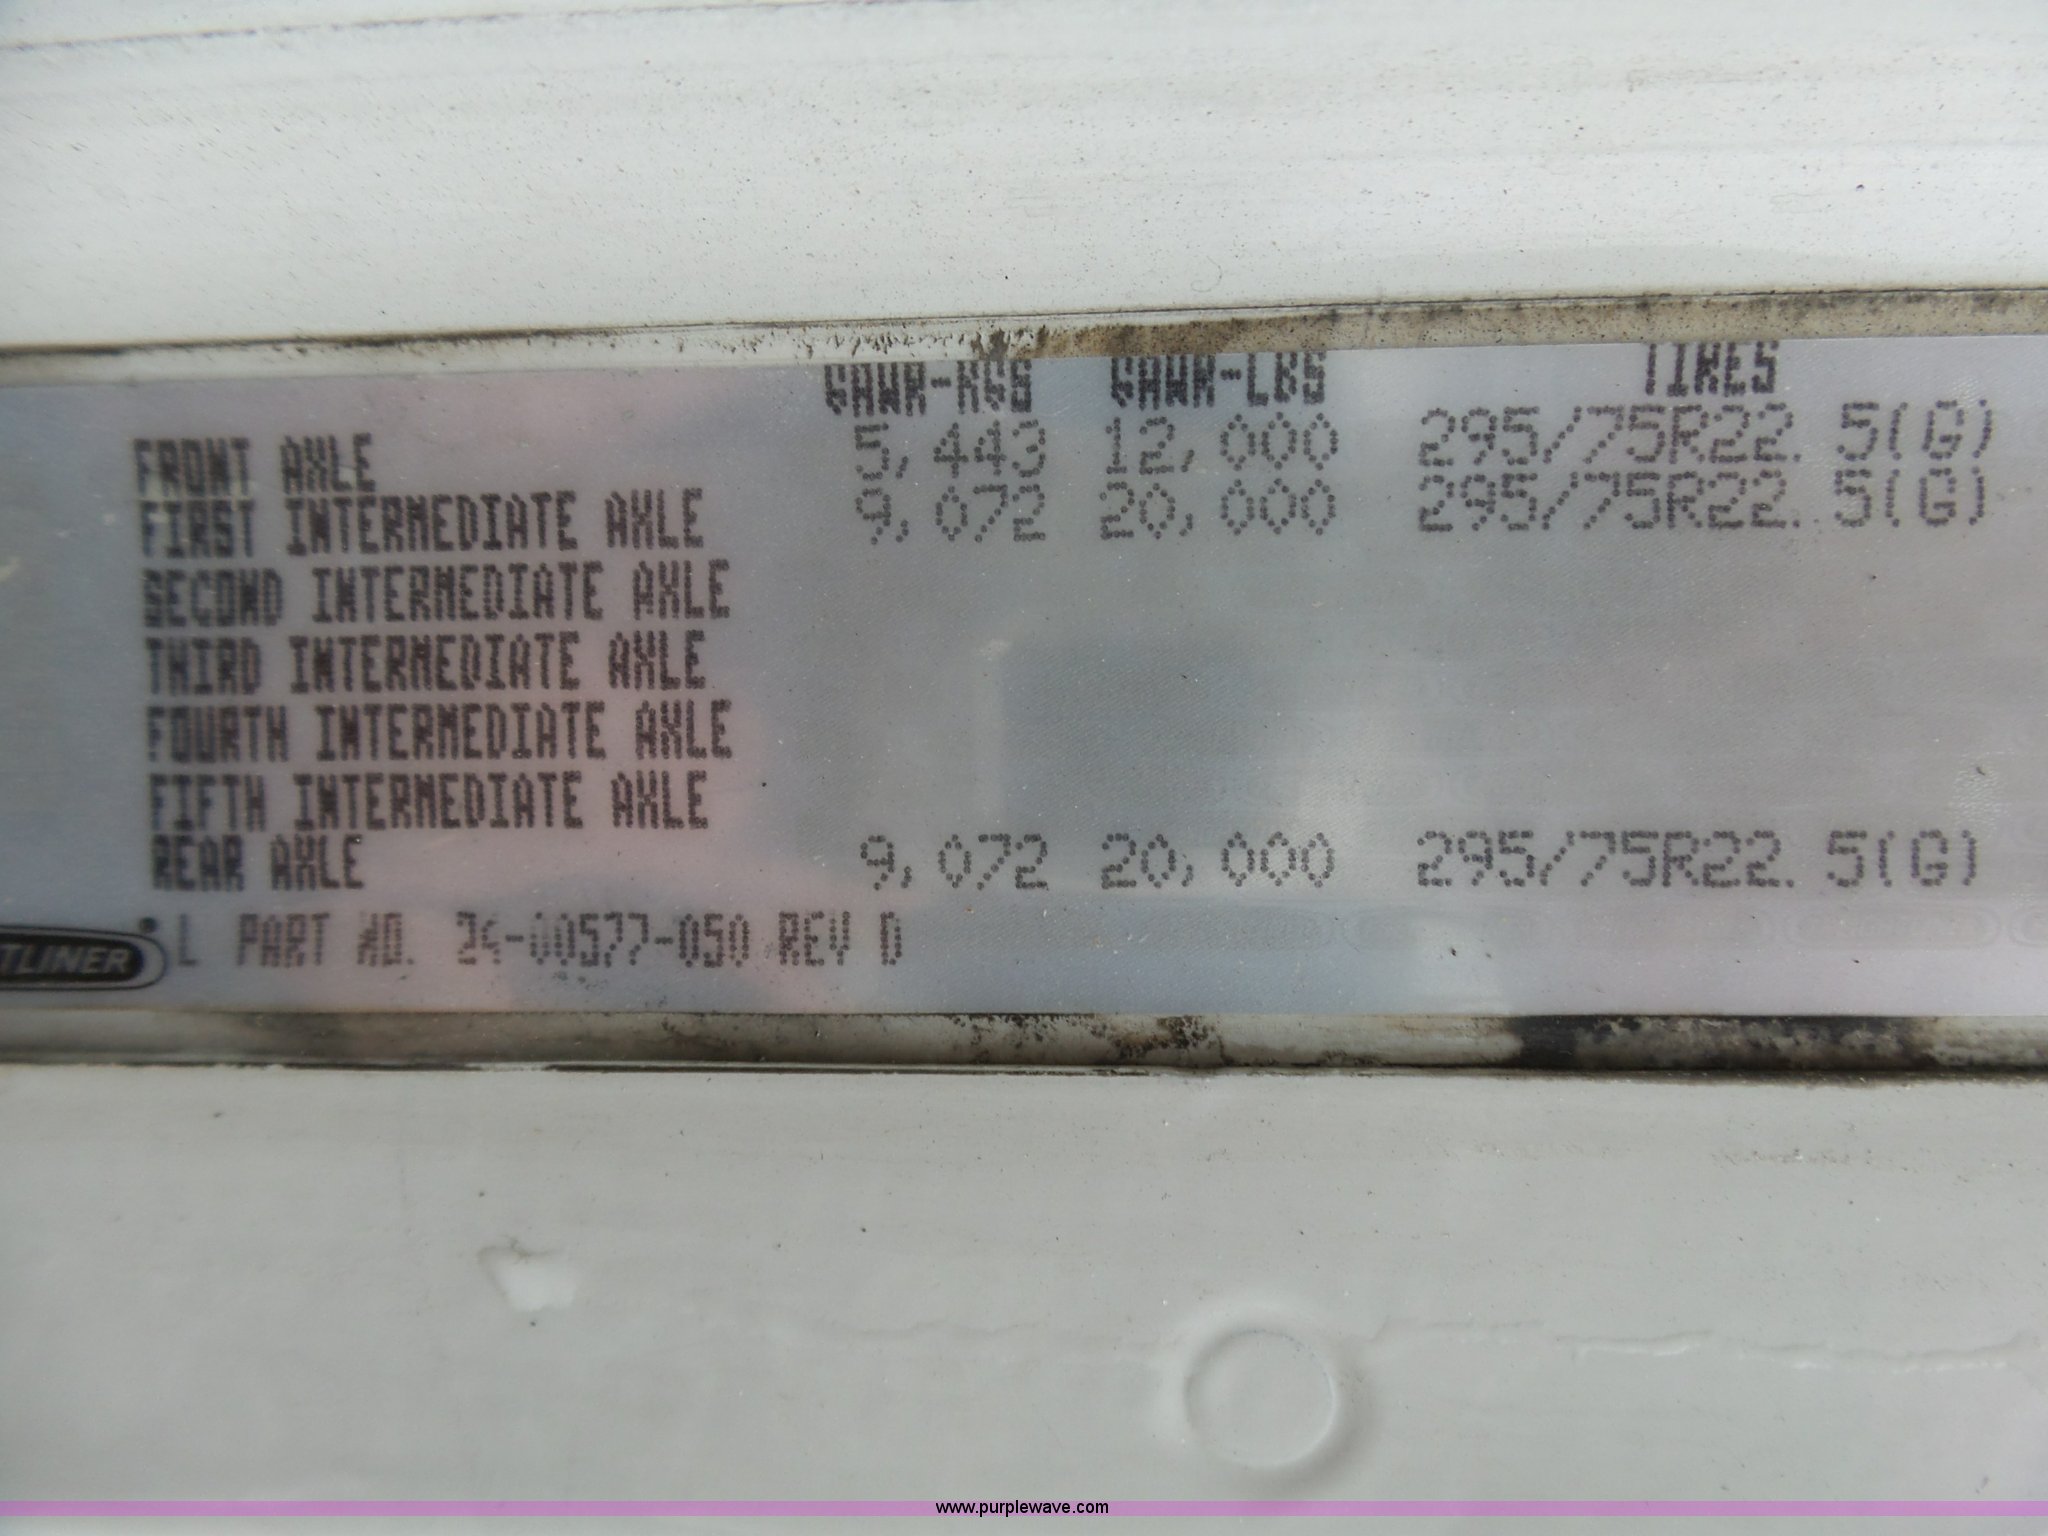 GAWR-KGS GAWR-LBS TIRES
FRONT AXLE 5,443 12,000 295/75R22.5(G)
FIRST INTERMEDIATE AXLE 9,072 20,000 295/75R22.5(G)
SECOND INTERMEDIATE AXLE
THIRD INTERMEDIATE AXLE
FOURTH INTERMEDIATE AXLE
FIFTH INTERMEDIATE AXLE
REAR AXLE 9,072 20,000 295/75R22.5(G)
TLINER L PART NO. 24-00577-050 REV
www.purplewave.com